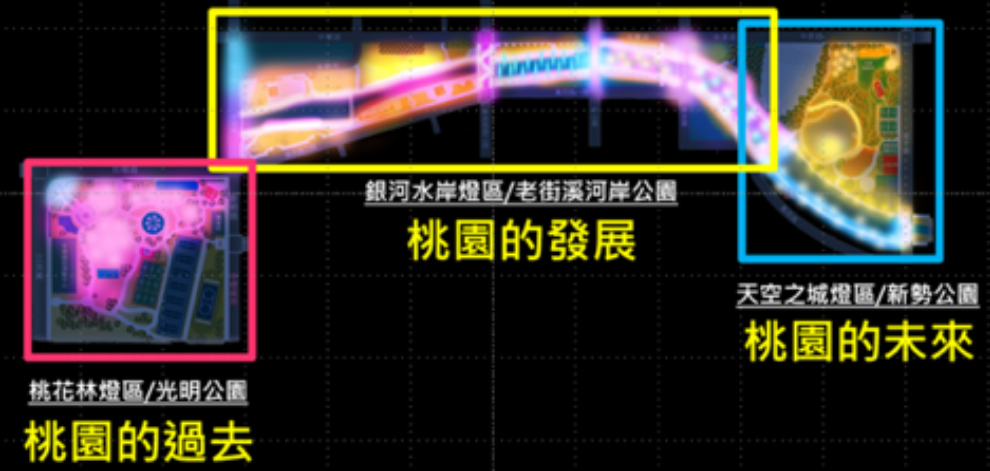 銀河水岸燈區/老街溪河岸公園
桃園的發展
天空之城燈區/新勢公園
桃園的未來
桃花林燈區/光明公園
桃園的過去